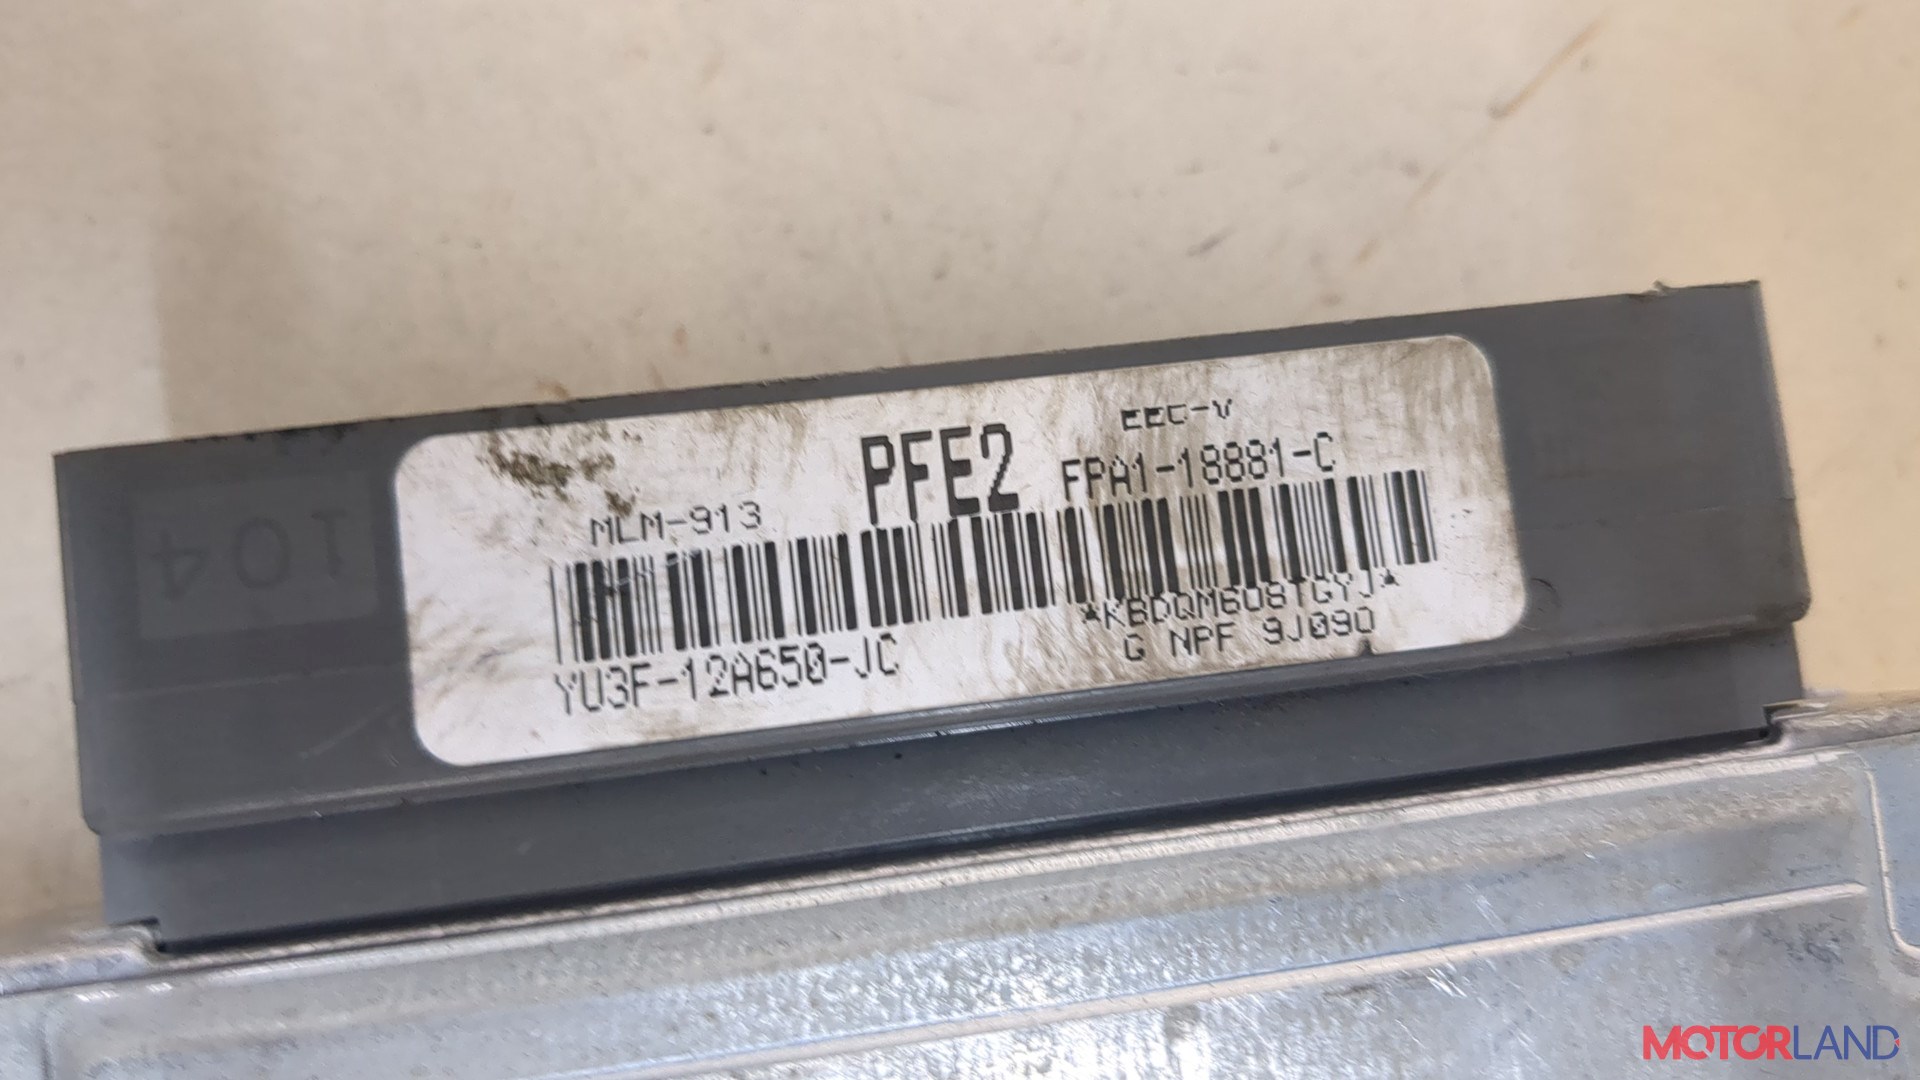 EEC-V
PFE2
FPA1-18881-C
MLM-913
*KBDQM608TGYJ*
YU3F-12A650-JC
G NPF 9J090
104
MOTORLAND